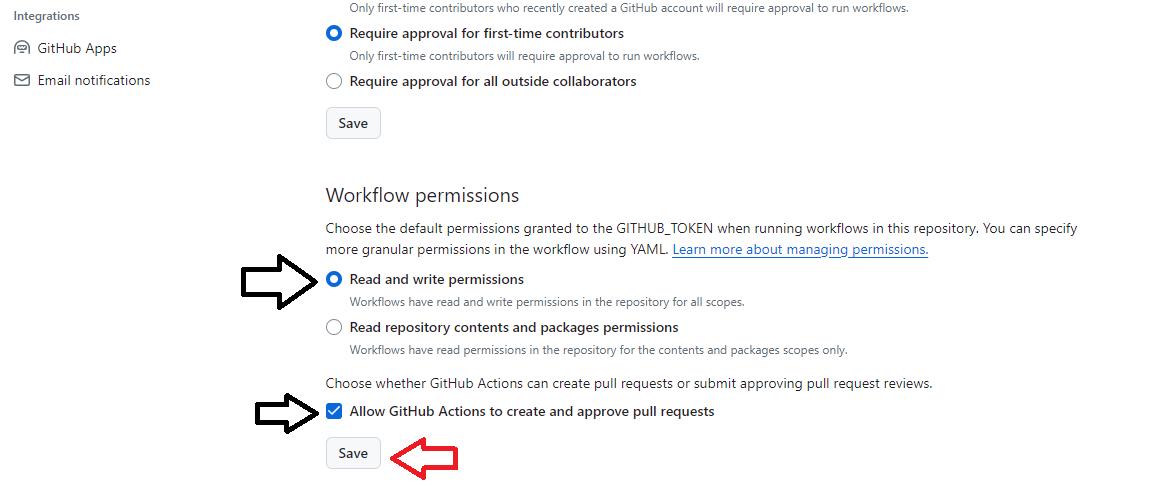 Integrations
GitHub Apps
Email notifications
Only first-time contributors who recently created a GitHub account will require approval to run workflows.
Require approval for first-time contributors
Only first-time contributors will require approval to run workflows.
Require approval for all outside collaborators
Save
Workflow permissions
Choose the default permissions granted to the GITHUB_TOKEN when running workflows in this repository. You can specify
more granular permissions in the workflow using YAML. Learn more about managing permissions.
Read and write permissions
Workflows have read and write permissions in the repository for all scopes.
Read repository contents and packages permissions
Workflows have read permissions in the repository for the contents and packages scopes only.
Choose whether GitHub Actions can create pull requests or submit approving pull request reviews.
Allow GitHub Actions to create and approve pull requests
Save